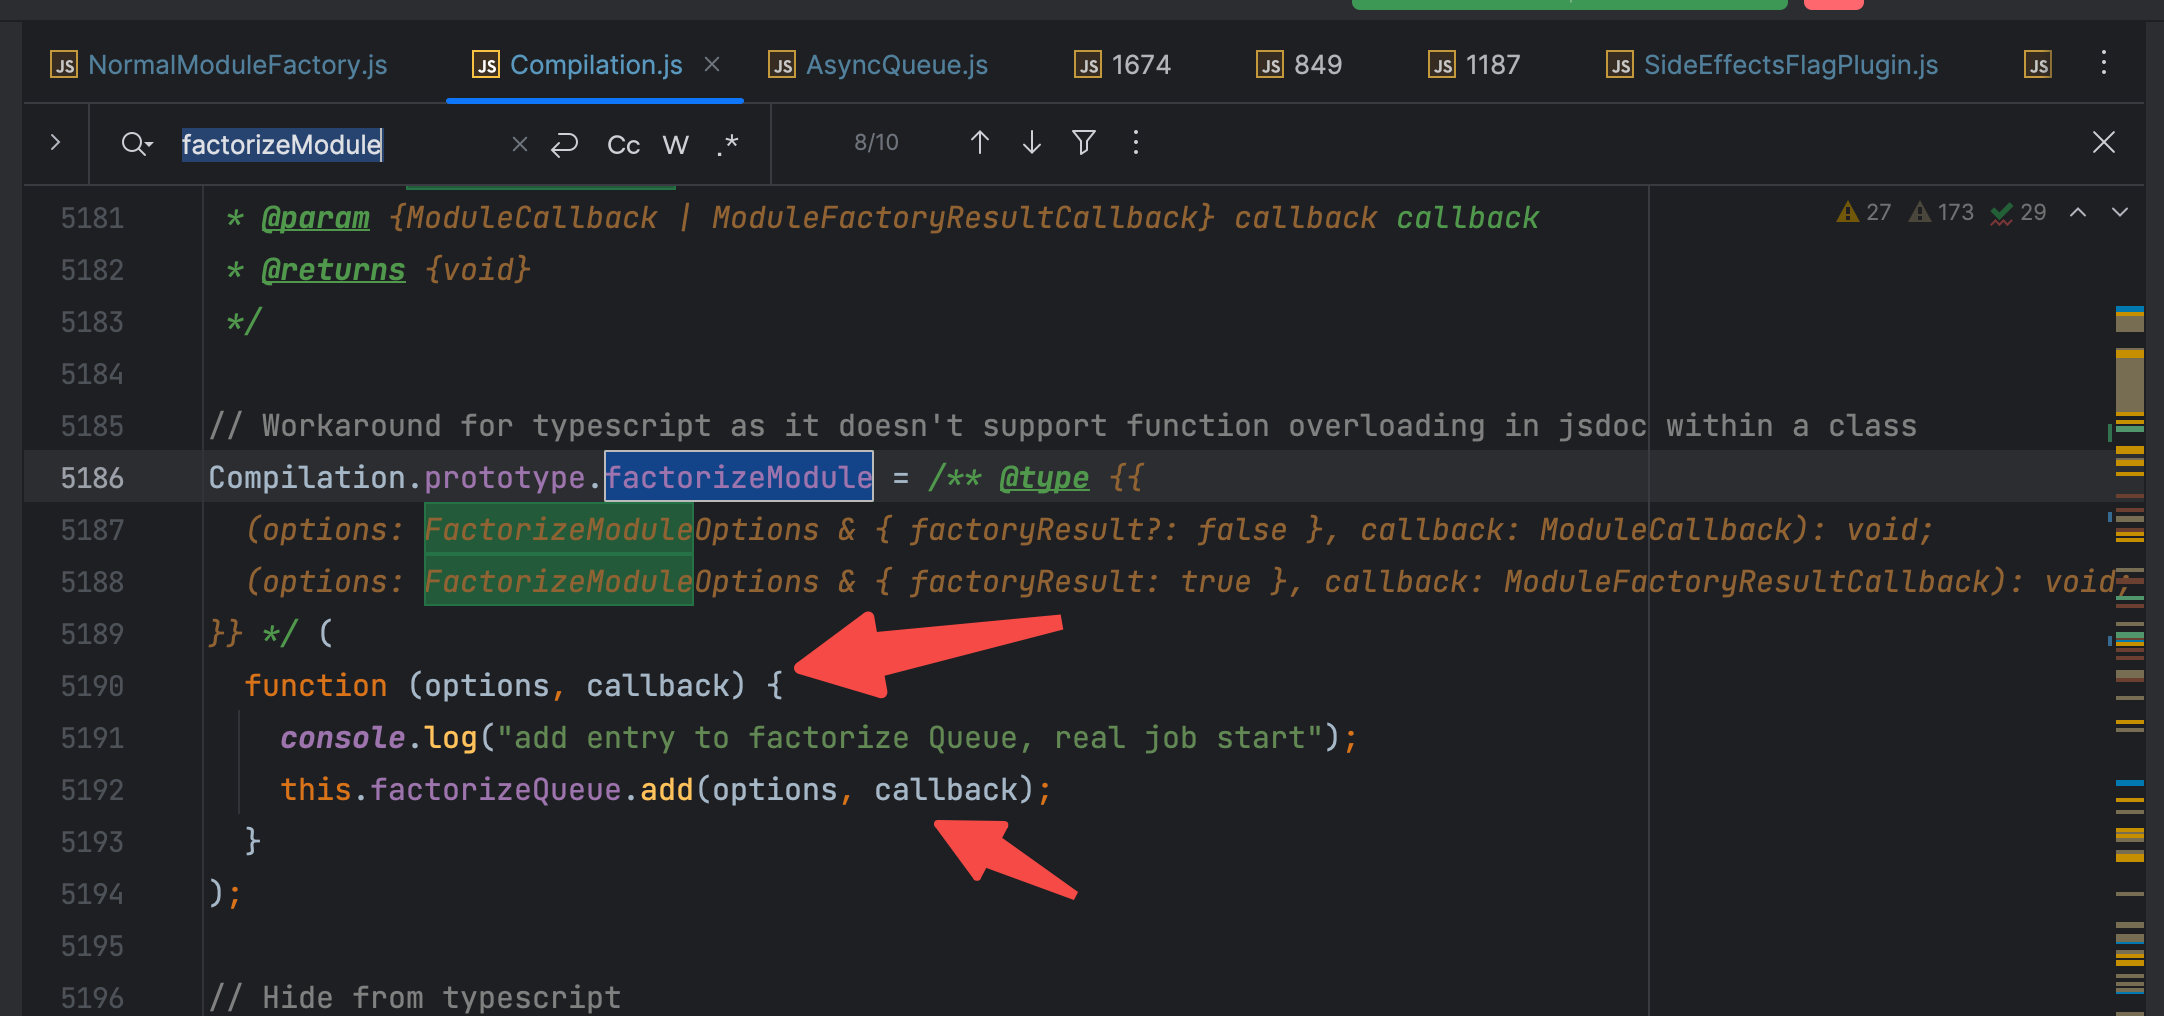 JS NormalModuleFactory.js JS Compilation.js JS AsyncQueue.js JS 1674 JS 849 JS 1187 JS SideEffectsFlagPlugin.js JS
factorizeModule Cc W .* 8/10
5181 * @param {ModuleCallback | ModuleFactoryResultCallback} callback callback 27 173 29
5182 * @returns {void}
5183 */
5184
5185 // Workaround for typescript as it doesn't support function overloading in jsdoc within a class
5186 Compilation.prototype.factorizeModule = /** @type {{
5187 (options: FactorizeModuleOptions & { factoryResult?: false }, callback: ModuleCallback): void;
5188 (options: FactorizeModuleOptions & { factoryResult: true }, callback: ModuleFactoryResultCallback): void;
5189 }} */ (
5190 function (options, callback) {
5191 console.log("add entry to factorize Queue, real job start");
5192 this.factorizeQueue.add(options, callback);
5193 }
5194 );
5195
5196 // Hide from typescript